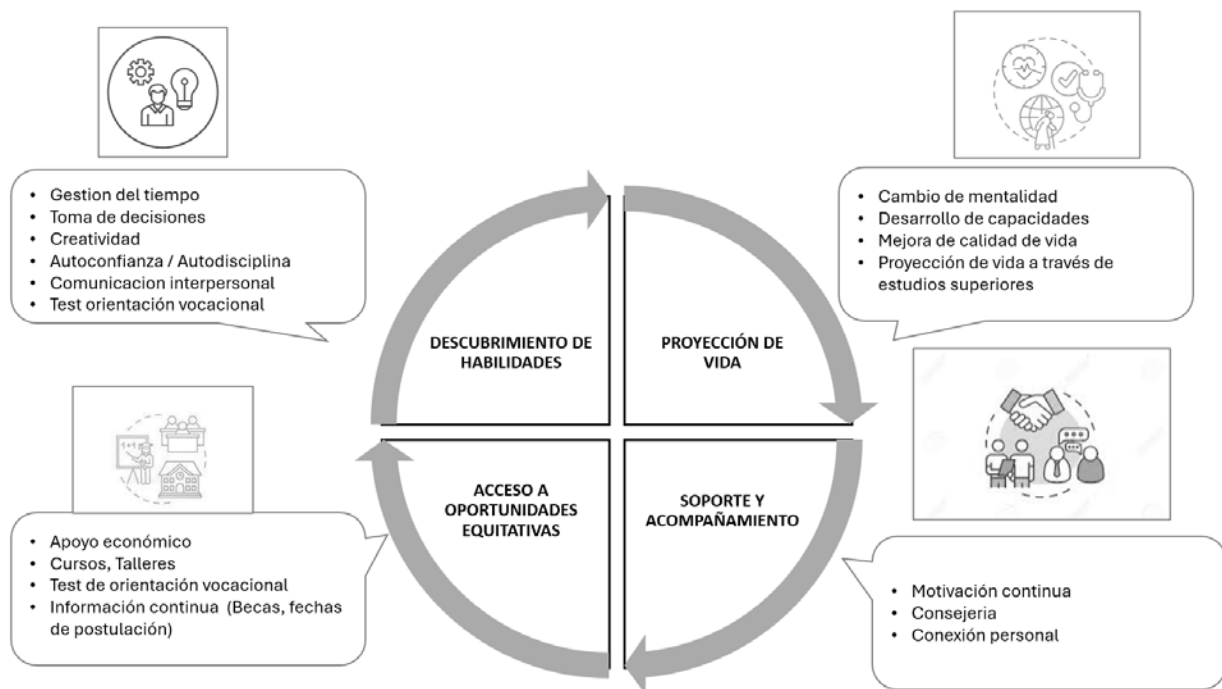 • Gestion del tiempo
• Toma de decisiones
• Creatividad
• Autoconfianza / Autodisciplina
• Comunicacion interpersonal
• Test orientación vocacional
• Cambio de mentalidad
• Desarrollo de capacidades
• Mejora de calidad de vida
• Proyección de vida a través de
estudios superiores
DESCUBRIMIENTO DE
HABILIDADES
PROYECCIÓN DE
VIDA
ACCESO A
OPORTUNIDADES
EQUITATIVAS
SOPORTE Y
ACOMPAÑAMIENTO
• Apoyo económico
• Cursos, Talleres
• Test de orientación vocacional
• Información continua (Becas, fechas
de postulación)
• Motivación continua
• Consejeria
• Conexión personal